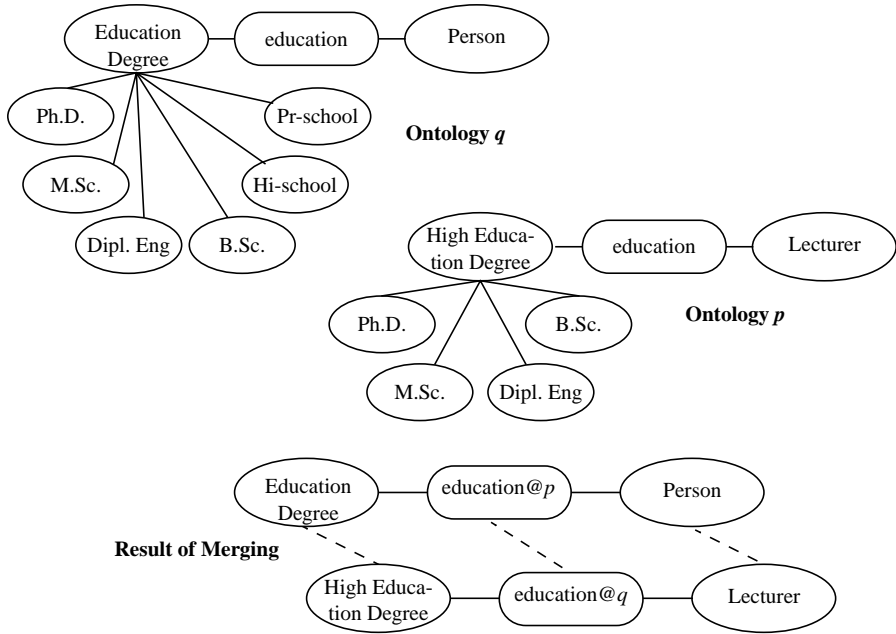 Education
Degree
education
Person
Ph.D.
Pr-school
Ontology q
M.Sc.
Hi-school
Dipl. Eng
B.Sc.
High Educa-
tion Degree
education
Lecturer
Ontology p
Ph.D.
B.Sc.
M.Sc.
Dipl. Eng
Education
Degree
education@p
Person
Result of Merging
High Educa-
tion Degree
education@q
Lecturer